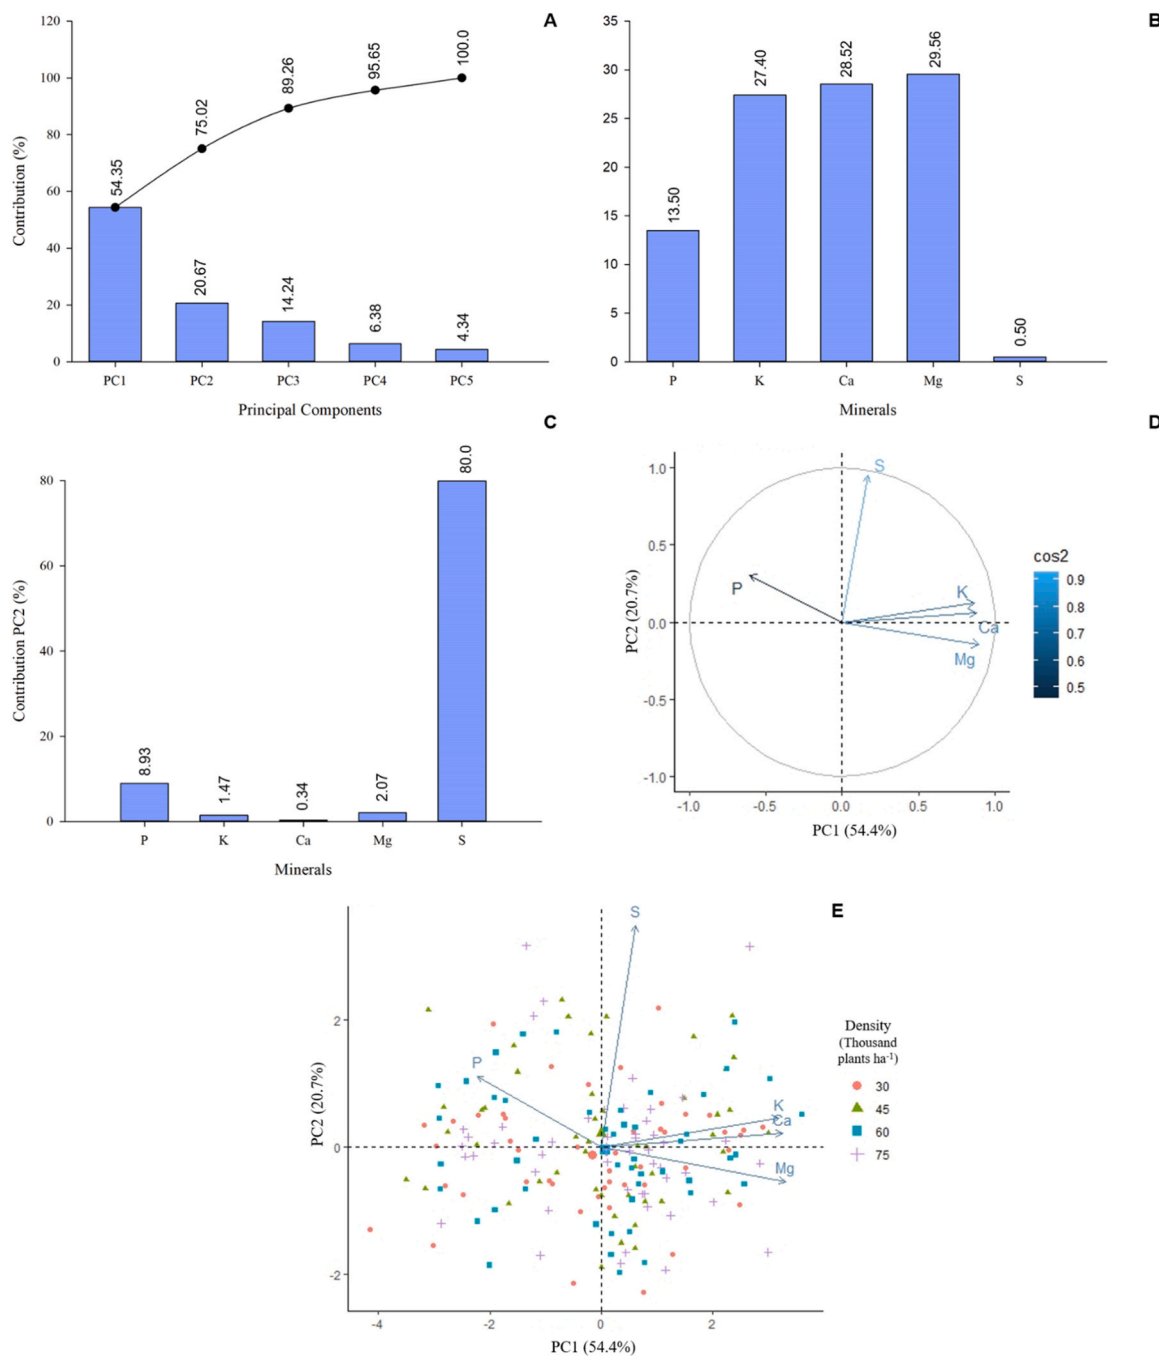 A
120
100
80
60
40
20
0
Contribution (%)
54.35
75.02
89.26
95.65
100.0
20.67
14.24
6.38
4.34
PC1 PC2 PC3 PC4 PC5
Principal Components
B
35
30
25
20
15
10
5
0
13.50
27.40
28.52
29.56
0.50
P K Ca Mg S
Minerals
C
80
60
40
20
0
Contribution PC2 (%)
8.93
1.47
0.34
2.07
80.0
P K Ca Mg S
Minerals
D
1.0
0.5
0.0
-0.5
-1.0
PC2 (20.7%)
S
P
K
Ca
Mg
-1.0 -0.5 0.0 0.5 1.0
PC1 (54.4%)
cos2
0.9
0.8
0.7
0.6
0.5
E
2
0
-2
PC2 (20.7%)
S
P
K
Ca
Mg
-4 -2 0 2
PC1 (54.4%)
Density
(Thousand
plants ha-1)
30
45
60
75